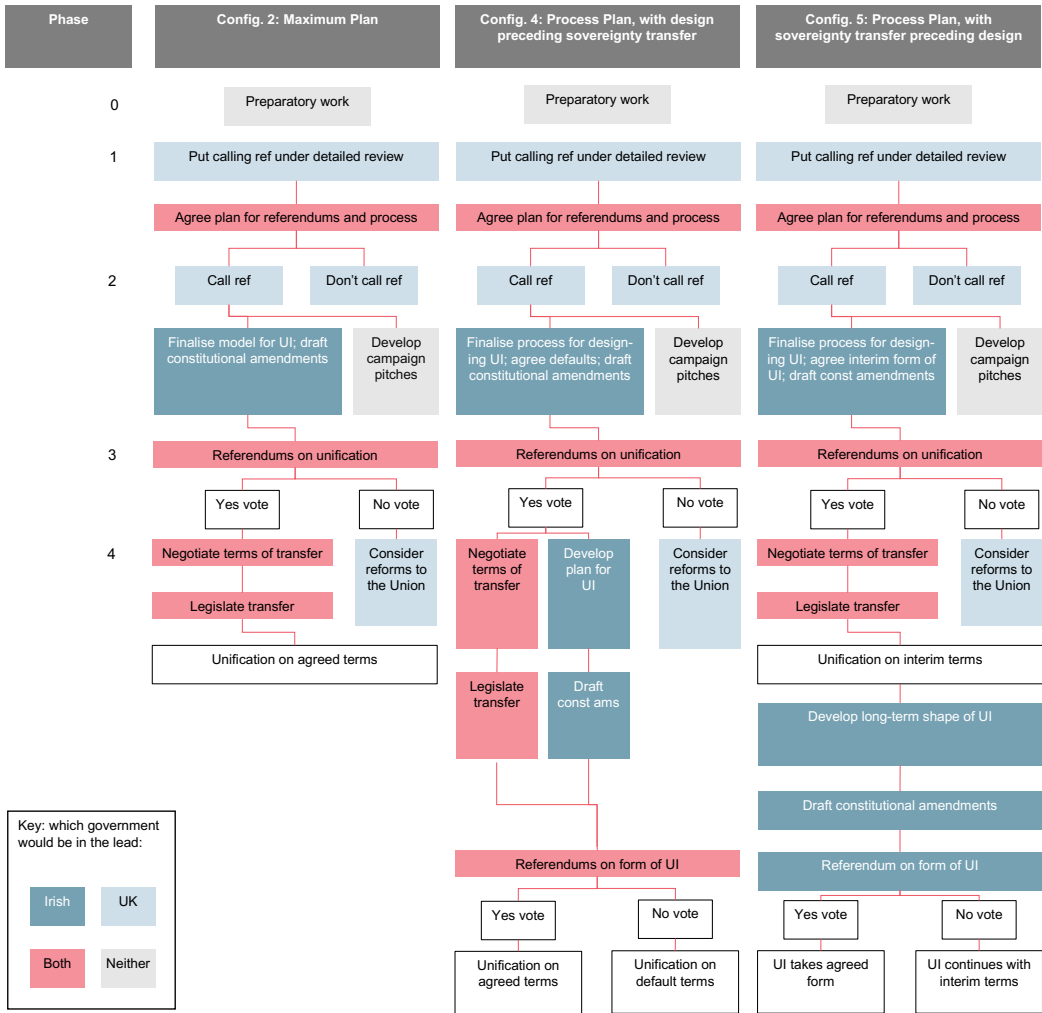 Phase
Config. 2: Maximum Plan
Config. 4: Process Plan, with design
preceding sovereignty transfer
Config. 5: Process Plan, with
sovereignty transfer preceding design
0
Preparatory work
Preparatory work
Preparatory work
1
Put calling ref under detailed review
Put calling ref under detailed review
Put calling ref under detailed review
Agree plan for referendums and process
Agree plan for referendums and process
Agree plan for referendums and process
2
Call ref
Don't call ref
Call ref
Don't call ref
Call ref
Don't call ref
Finalise model for UI; draft
constitutional amendments
Develop
campaign
pitches
Finalise process for design-
ing UI; agree defaults; draft
constitutional amendments
Develop
campaign
pitches
Finalise process for design-
ing UI; agree interim form of
UI; draft const amendments
Develop
campaign
pitches
3
Referendums on unification
Referendums on unification
Referendums on unification
Yes vote
No vote
Yes vote
No vote
Yes vote
No vote
4
Negotiate terms of transfer
Consider
reforms to
the Union
Negotiate
terms of
transfer
Develop
plan for
UI
Consider
reforms to
the Union
Negotiate terms of transfer
Consider
reforms to
the Union
Legislate transfer
Legislate transfer
Unification on agreed terms
Unification on interim terms
Legislate
transfer
Draft
const ams
Develop long-term shape of UI
Draft constitutional amendments
Referendums on form of UI
Referendum on form of UI
Yes vote
No vote
Yes vote
No vote
Unification on
agreed terms
Unification on
default terms
UI takes agreed
form
UI continues with
interim terms
Key: which government
would be in the lead:
Irish
UK
Both
Neither